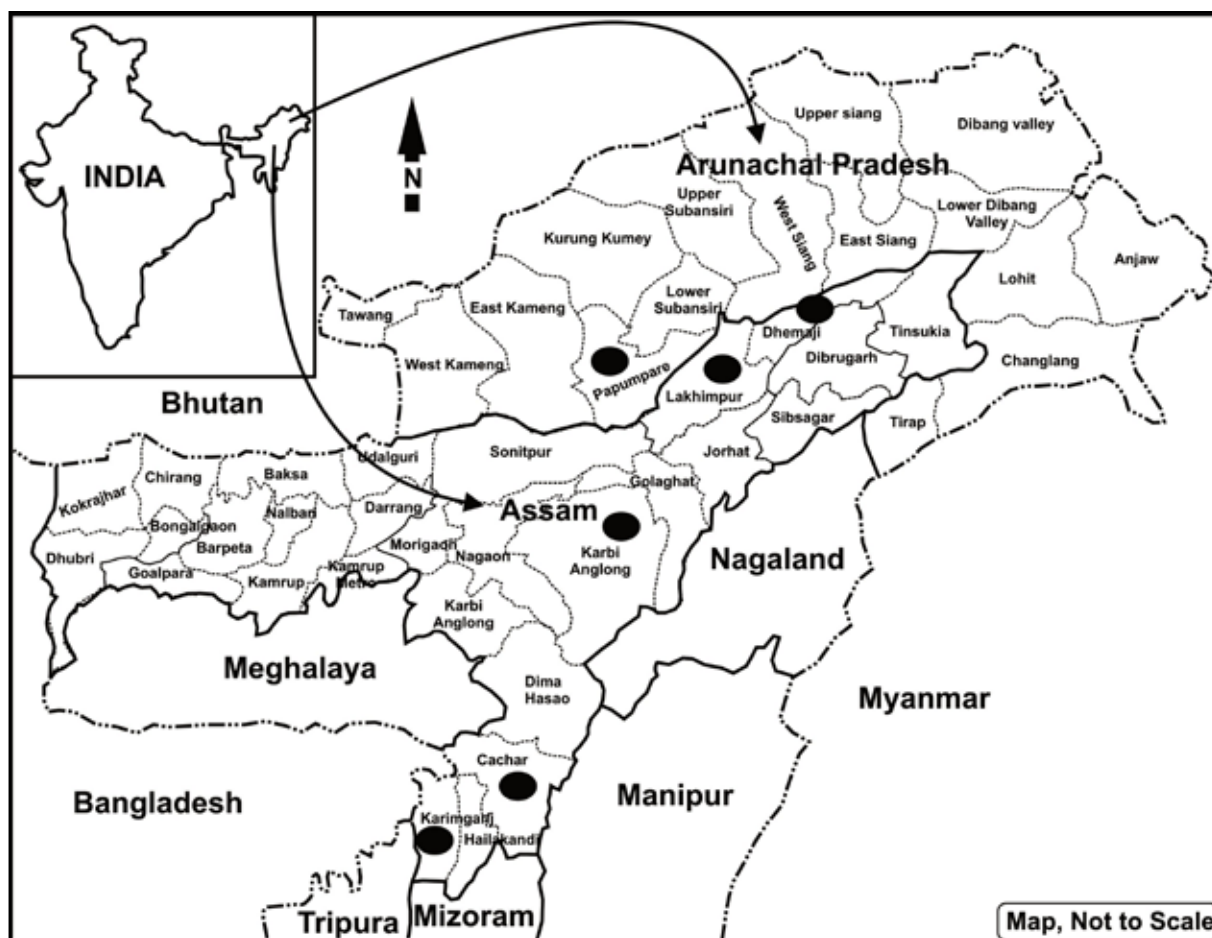 INDIA
N
Upper siang
Dibang valley
Arunachal Pradesh
Upper
Subansiri
West Siang
Lower Dibang
Valley
East Siang
Kurung Kumey
Anjaw
Lohit
Lower
Subansiri
East Kameng
Tawang
Dhemaji
Tinsukia
West Kameng
Papumpare
Dibrugarh
Changlang
Lakhimpur
Bhutan
Sibsagar
Tirap
Jorhat
Udalguri
Sonitpur
Baksa
Chirang
Golaghat
Kokrajhar
Darrang
Nalbari
Assam
Bongaigaon
Barpeta
Morigaon
Nagaon
Karbi
Anglong
Nagaland
Dhubri
Goalpara
Kamrup
Kamrup
Metro
Karbi
Anglong
Meghalaya
Dima
Hasao
Myanmar
Cachar
Bangladesh
Manipur
Karimganj
Hailakandi
Tripura
Mizoram
Map, Not to Scale